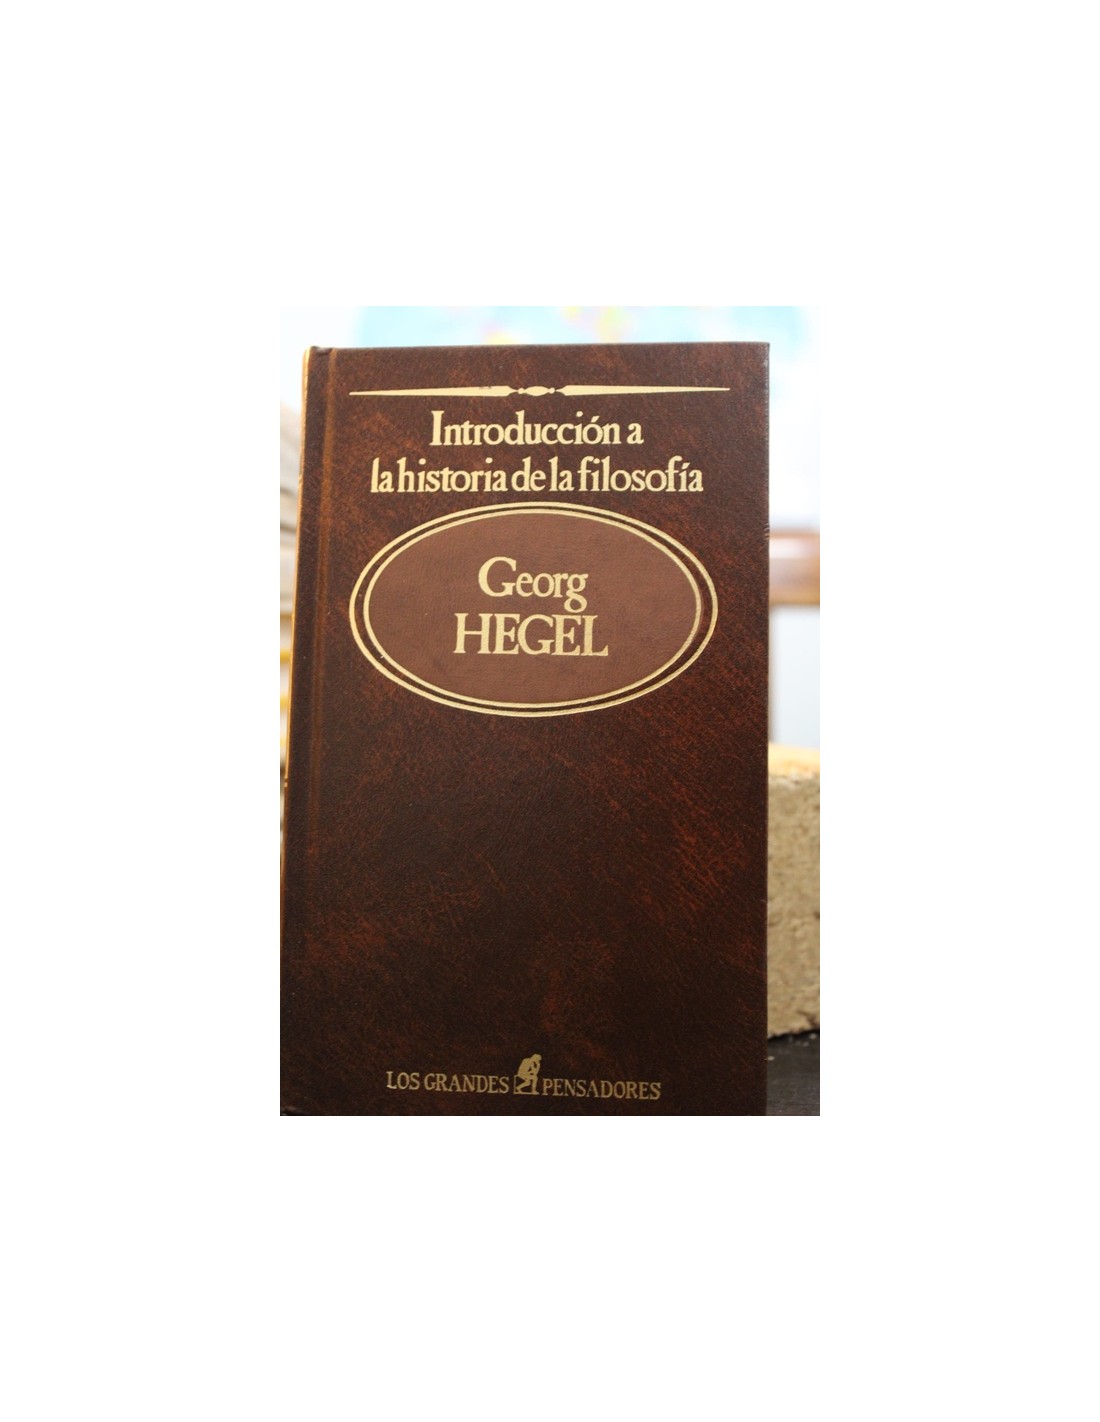 Introducción a
la historia de la filosofía
Georg
HEGEL
LOS GRANDES PENSADORES